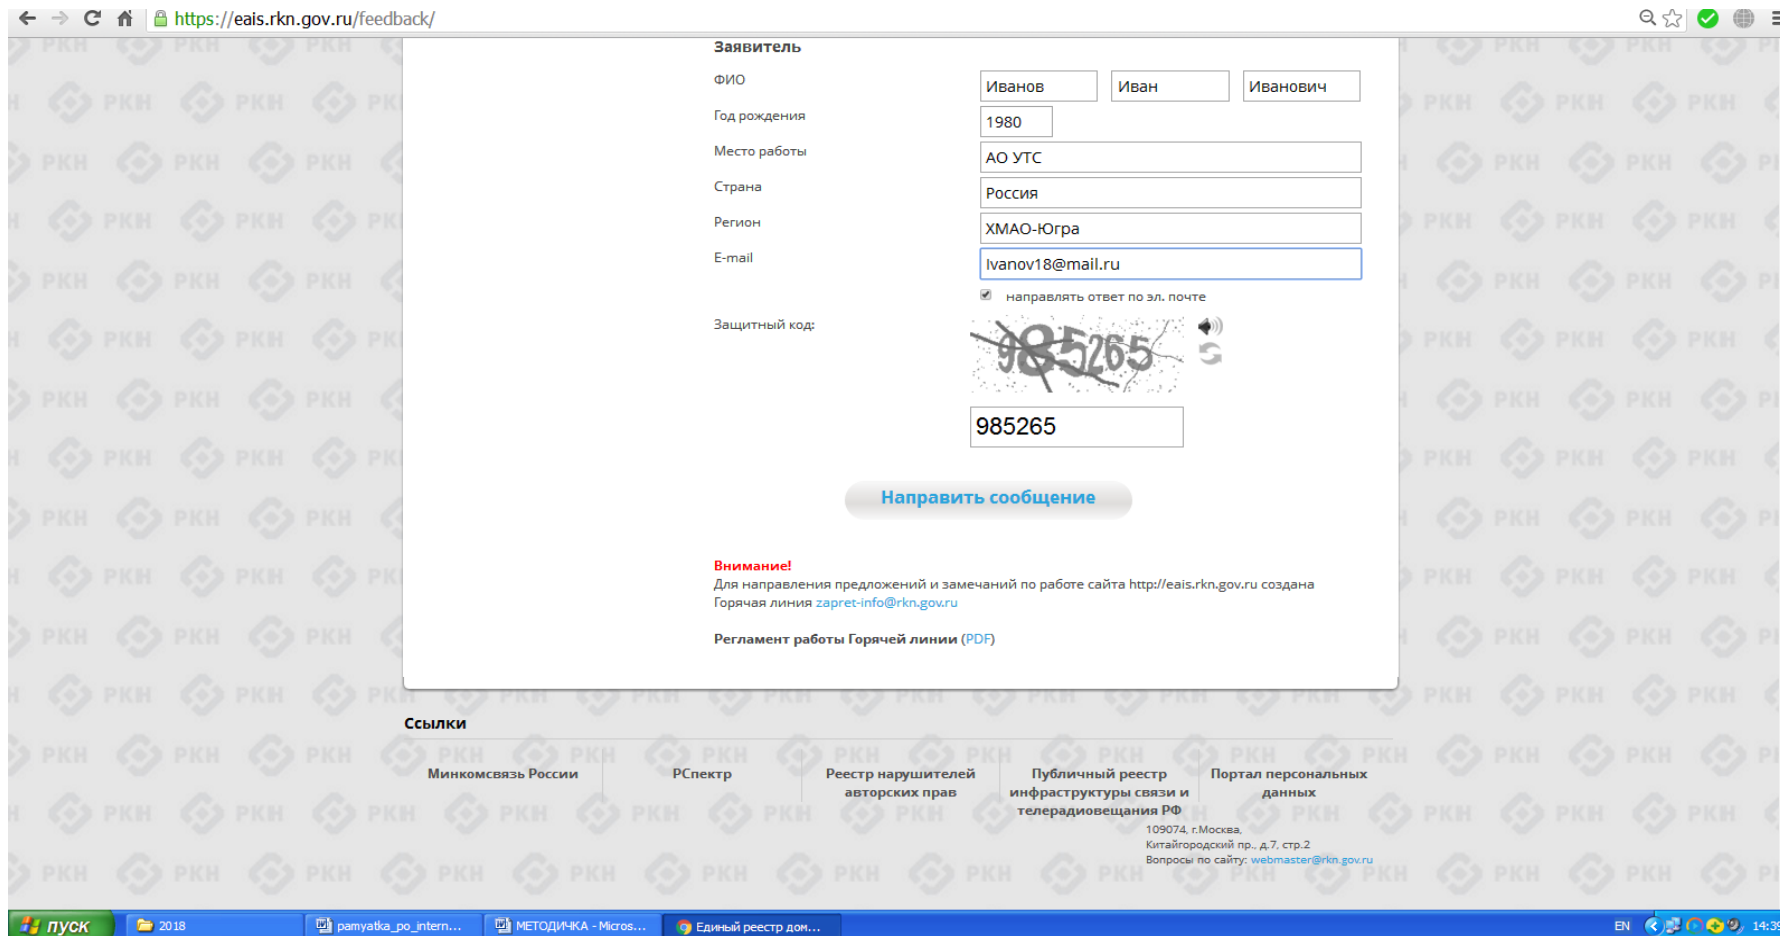 https://eais.rkn.gov.ru/feedback/
Заявитель
ФИО
Иванов
Иван
Иванович
Год рождения
1980
Место работы
АО УТС
Страна
Россия
Регион
ХМАО-Югра
E-mail
Ivanov18@mail.ru
направлять ответ по эл. почте
Защитный код:
985265
985265
Направить сообщение
Внимание!
Для направления предложений и замечаний по работе сайта http://eais.rkn.gov.ru создана
Горячая линия zapret-info@rkn.gov.ru
Регламент работы Горячей линии (PDF)
Ссылки
Минкомсвязь России
РСпектр
Реестр нарушителей
авторских прав
Публичный реестр
инфраструктуры связи и
телерадиовещания РФ
Портал персональных
данных
109074, г.Москва,
Китайгородский пр., д.7, стр.2
Вопросы по сайту: webmaster@rkn.gov.ru
РКН
пуск
2018
pamyatka_po_intern...
МЕТОДИЧКА - Micros...
Единый реестр дом...
EN
14:39